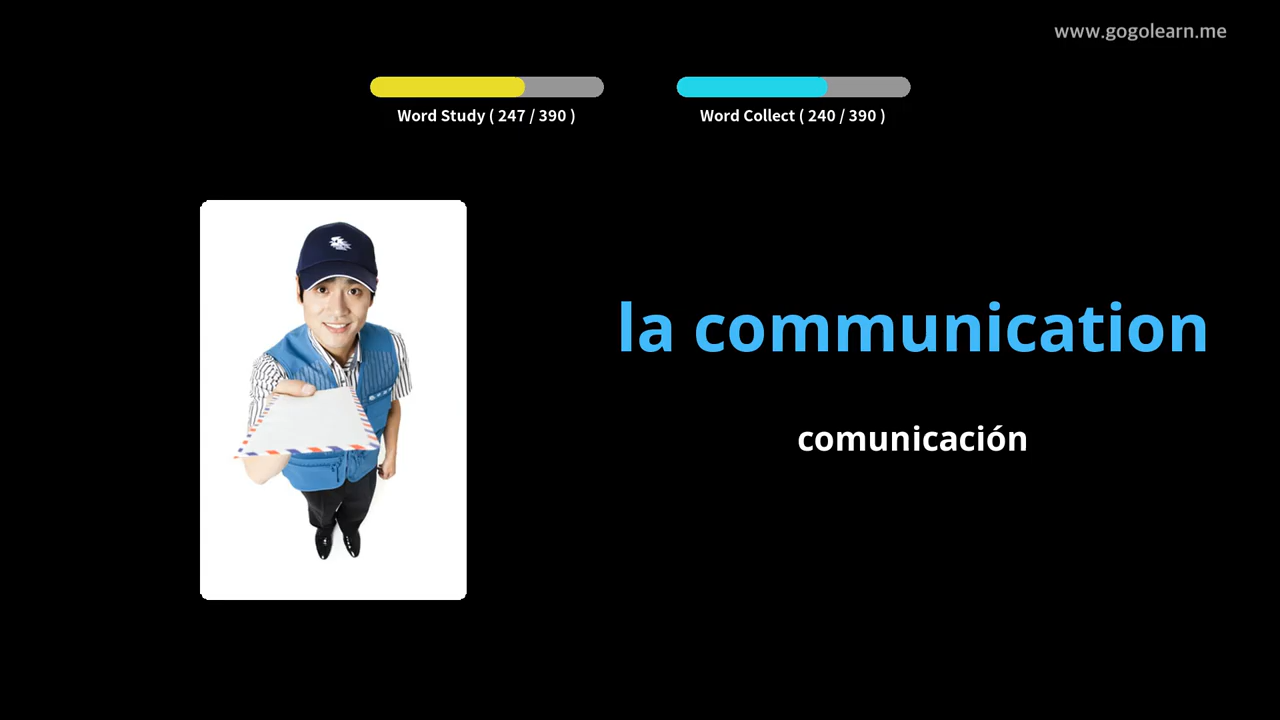 www.gogolearn.me
Word Study ( 247 / 390 )
Word Collect ( 240 / 390 )
la communication
comunicación